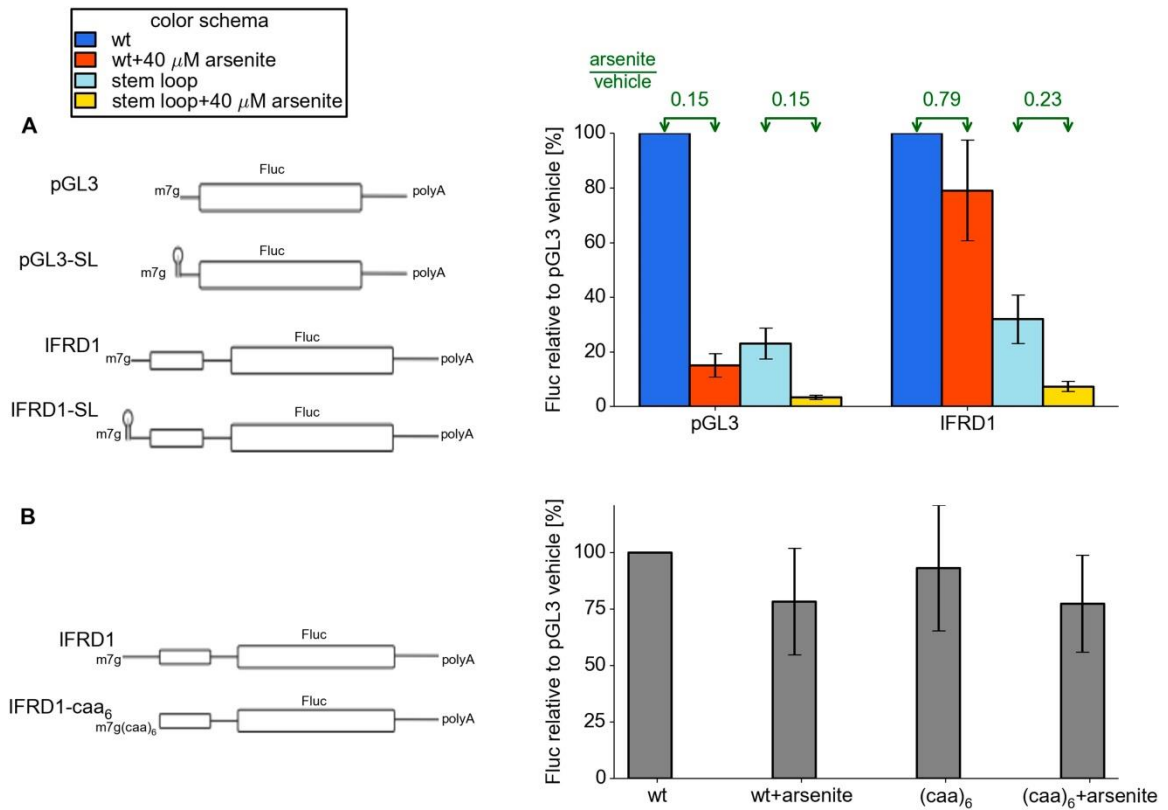 color schema
wt
wt+40 μM arsenite
stem loop
stem loop+40 μM arsenite
A
pGL3
m7g
Fluc
polyA
pGL3-SL
m7g
Fluc
polyA
IFRD1
m7g
Fluc
polyA
IFRD1-SL
m7g
Fluc
polyA
arsenite
vehicle
0.15
0.15
0.79
0.23
Fluc relative to pGL3 vehicle [%]
100
80
60
40
20
0
pGL3
IFRD1
B
IFRD1
m7g
Fluc
polyA
IFRD1-caa₆
m7g(caa)₆
Fluc
polyA
Fluc relative to pGL3 vehicle [%]
100
75
50
25
0
wt
wt+arsenite
(caa)₆
(caa)₆+arsenite